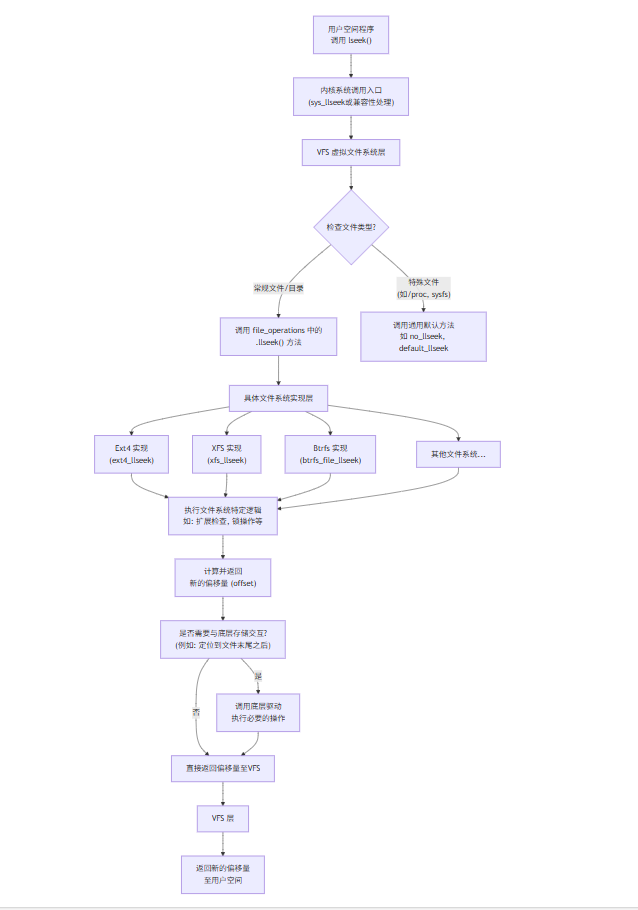 用户空间程序
调用 lseek()
内核系统调用入口
(sys_llseek或兼容性处理)
VFS 虚拟文件系统层
检查文件类型?
常规文件/目录
特殊文件
(如/proc, sysfs)
调用 file_operations 中的
.llseek() 方法
调用通用默认方法
如 no_llseek,
default_llseek
具体文件系统实现层
Ext4 实现
(ext4_llseek)
XFS 实现
(xfs_llseek)
Btrfs 实现
(btrfs_file_llseek)
其他文件系统...
执行文件系统特定逻辑
如: 扩展检查, 锁操作等
计算并返回
新的偏移量 (offset)
是否需要与底层存储交互?
(例如: 定位到文件末尾之后)
是
否
调用底层驱动
执行必要的操作
直接返回偏移量至VFS
VFS 层
返回新的偏移量
至用户空间